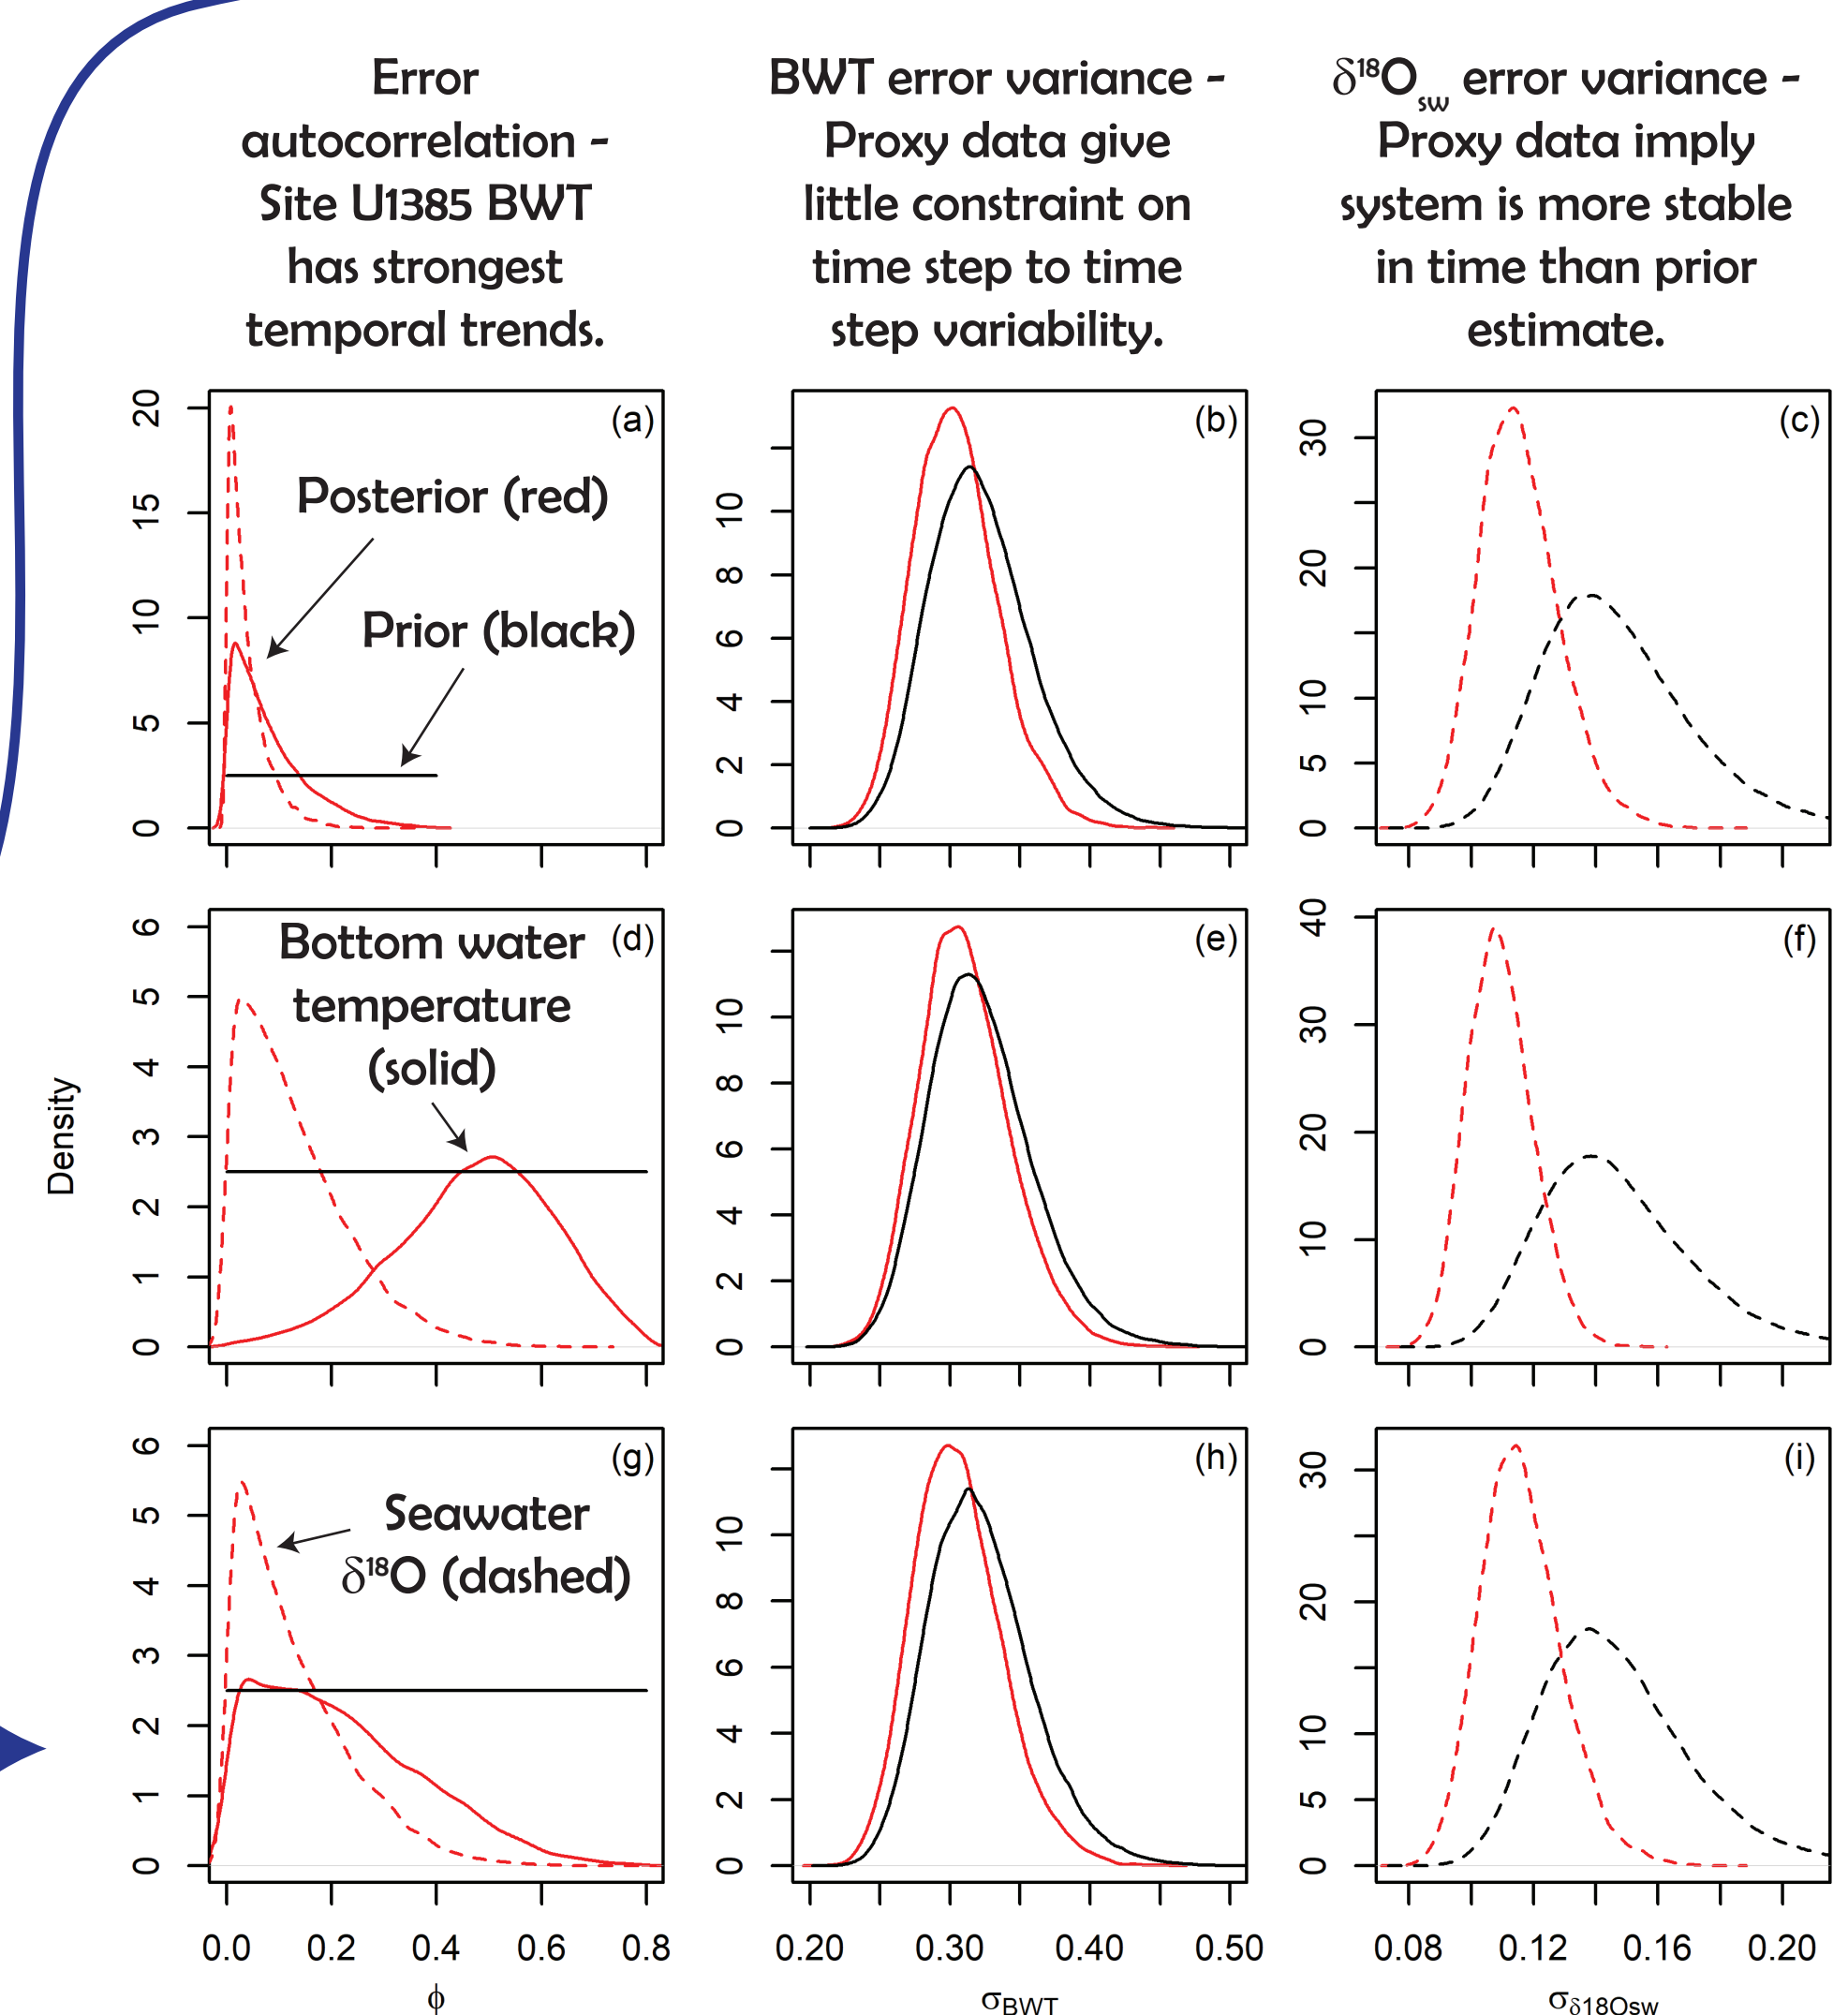 Error
autocorrelation -
Site U1385 BWT
has strongest
temporal trends.
BWT error variance -
Proxy data give
little constraint on
time step to time
step variability.
δ¹⁸Osw error variance -
Proxy data imply
system is more stable
in time than prior
estimate.
(a)
Posterior (red)
Prior (black)
0 5 10 15 20
(b)
0 2 4 6 8 10
(c)
0 5 10 20 30
Density
(d)
Bottom water
temperature
(solid)
0 1 2 3 4 5 6
(e)
0 2 4 6 8 10
(f)
0 10 20 30 40
(g)
Seawater
δ¹⁸O (dashed)
0 1 2 3 4 5 6
0.0 0.2 0.4 0.6 0.8
ϕ
(h)
0 2 4 6 8 10
0.20 0.30 0.40 0.50
σBWT
(i)
0 5 10 20 30
0.08 0.12 0.16 0.20
σδ18Osw